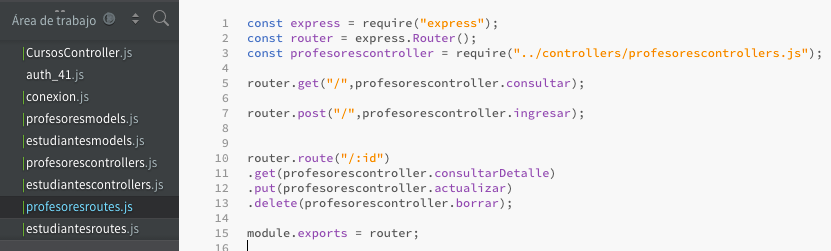 Área de trabajo
CursosController.js
auth_41.js
conexion.js
profesoresmodels.js
estudiantesmodels.js
profesorescontrollers.js
estudiantescontrollers.js
profesoresroutes.js
estudiantesroutes.js
1 const express = require("express");
2 const router = express.Router();
3 const profesorescontroller = require("../controllers/profesorescontrollers.js");
4
5 router.get("/",profesorescontroller.consultar);
6
7 router.post("/",profesorescontroller.ingresar);
8
9
10 router.route("/:id")
11 .get(profesorescontroller.consultarDetalle)
12 .put(profesorescontroller.actualizar)
13 .delete(profesorescontroller.borrar);
14
15 module.exports = router;
16